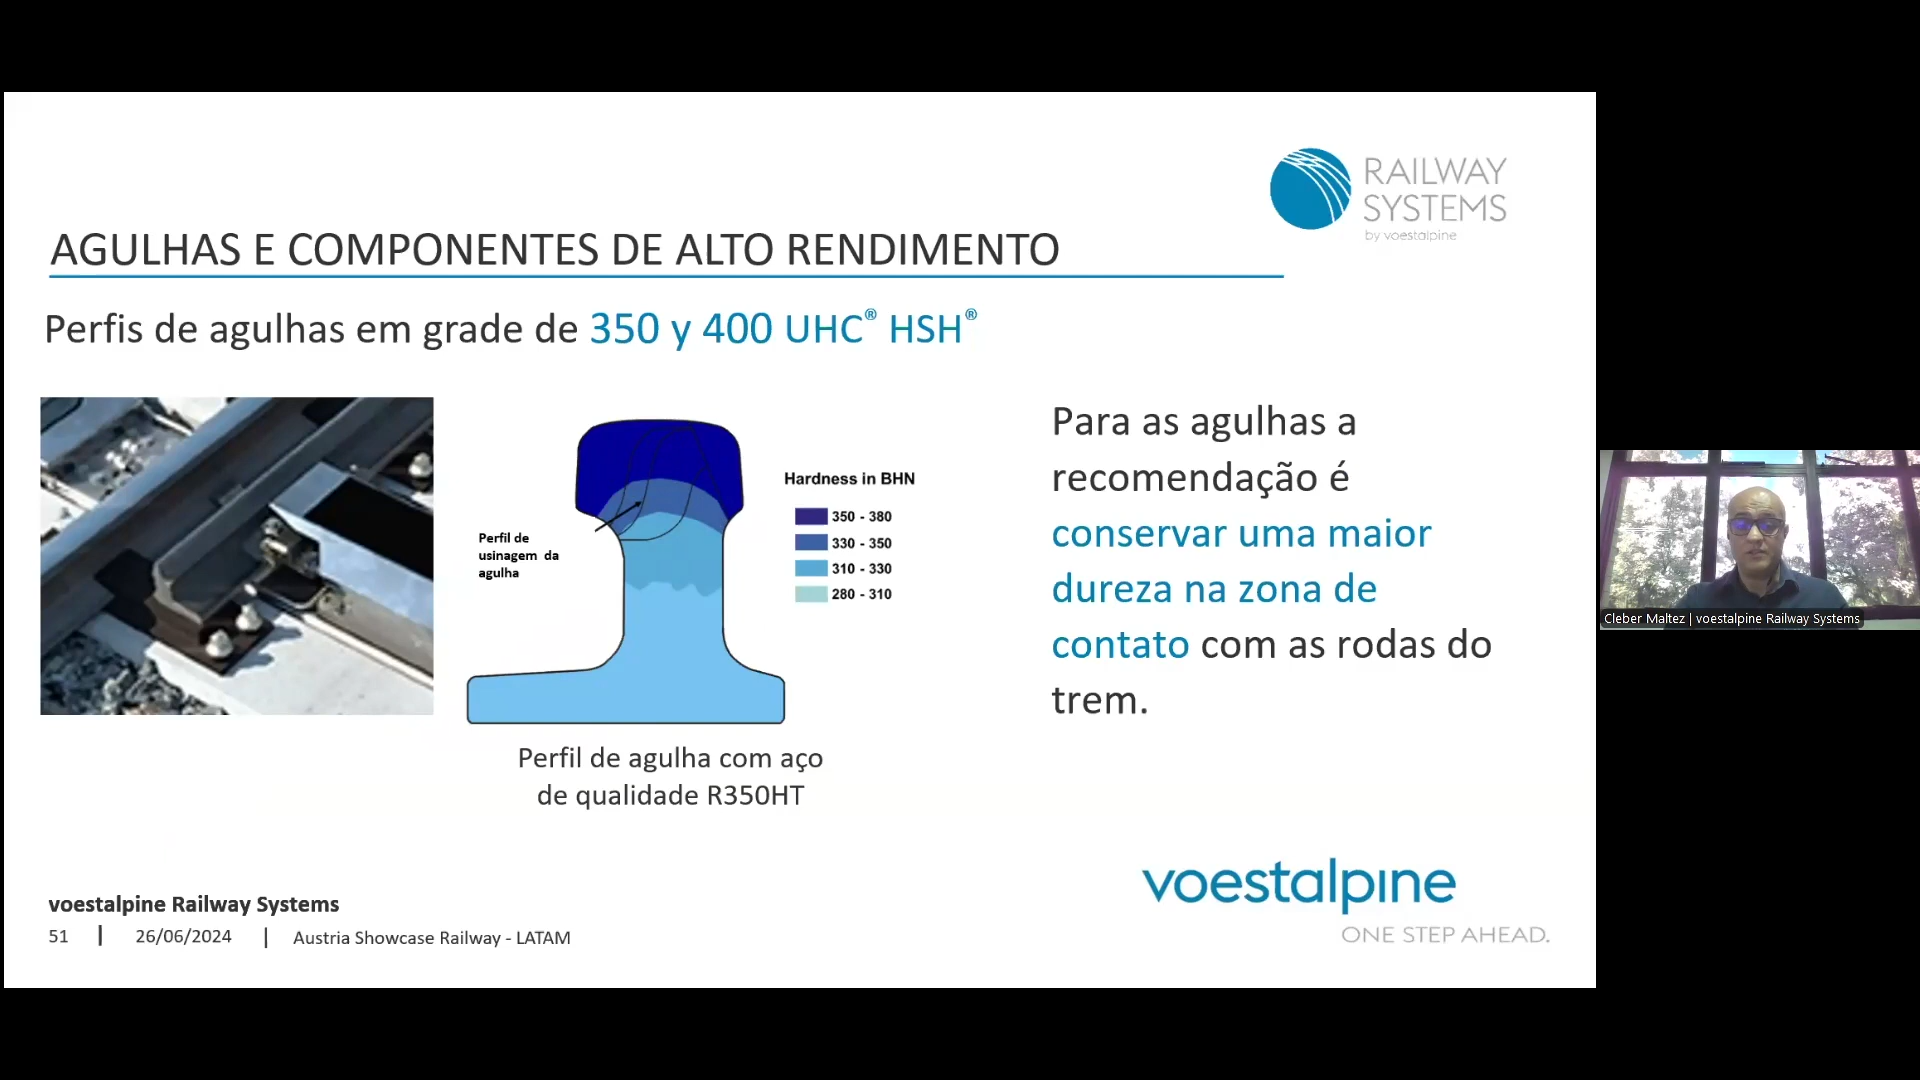 RAILWAY
SYSTEMS
by voestalpine
AGULHAS E COMPONENTES DE ALTO RENDIMENTO
Perfis de agulhas em grade de 350 y 400 UHC® HSH®
Perfil de
usinagem da
agulha
Hardness in BHN
350 - 380
330 - 350
310 - 330
280 - 310
Perfil de agulha com aço
de qualidade R350HT
Para as agulhas a
recomendação é
conservar uma maior
dureza na zona de
contato com as rodas do
trem.
voestalpine Railway Systems
51 | 26/06/2024 | Austria Showcase Railway - LATAM
voestalpine
ONE STEP AHEAD.
Cleber Maltez | voestalpine Railway Systems